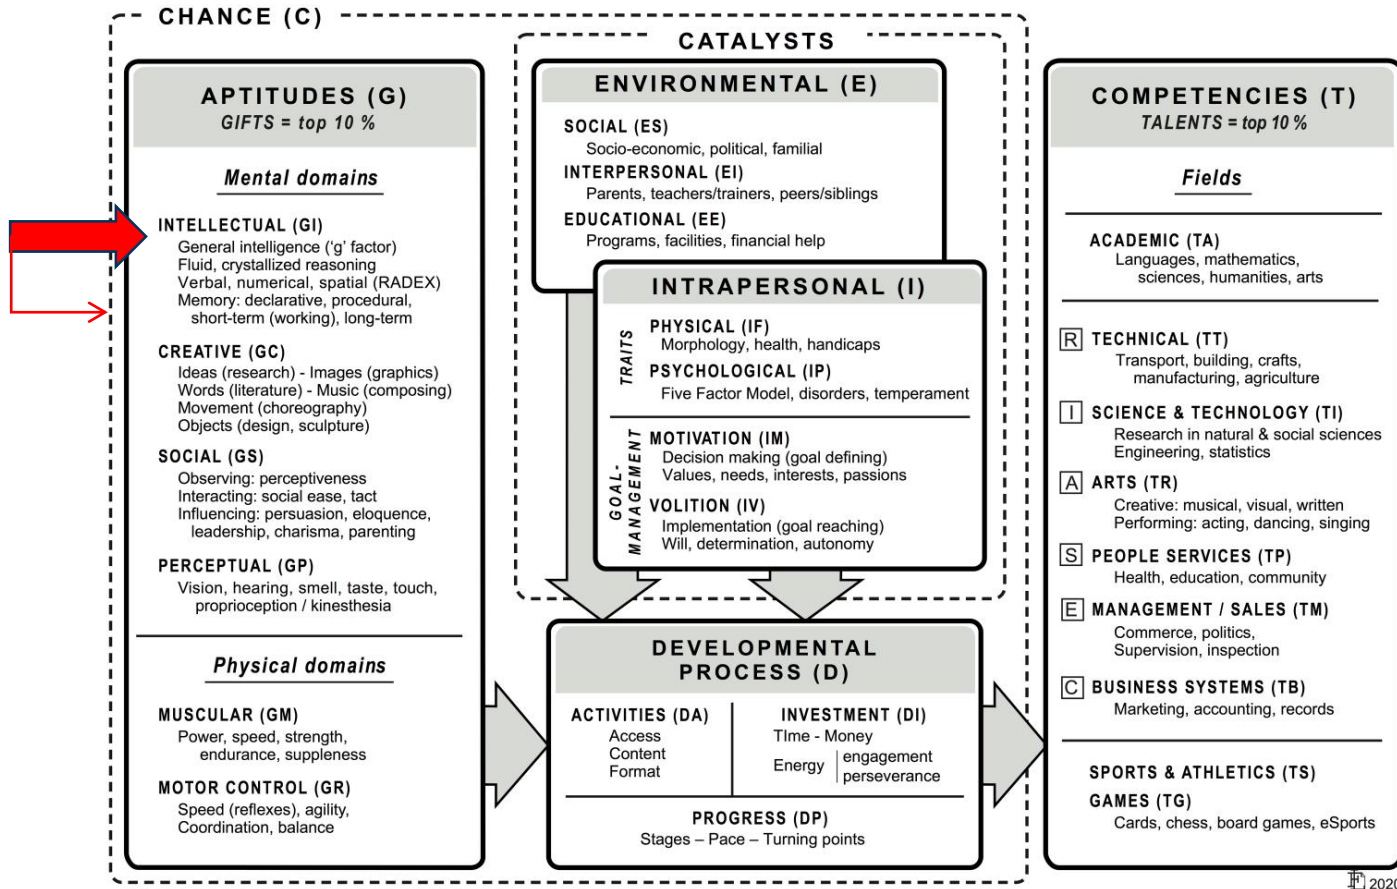 CHANCE (C)
APTITUDES (G)
GIFTS = top 10 %
Mental domains
INTELLECTUAL (GI)
General intelligence (‘g’ factor)
Fluid, crystallized reasoning
Verbal, numerical, spatial (RADEX)
Memory: declarative, procedural,
short-term (working), long-term
CREATIVE (GC)
Ideas (research) - Images (graphics)
Words (literature) - Music (composing)
Movement (choreography)
Objects (design, sculpture)
SOCIAL (GS)
Observing: perceptiveness
Interacting: social ease, tact
Influencing: persuasion, eloquence,
leadership, charisma, parenting
PERCEPTUAL (GP)
Vision, hearing, smell, taste, touch,
proprioception / kinesthesia
Physical domains
MUSCULAR (GM)
Power, speed, strength,
endurance, suppleness
MOTOR CONTROL (GR)
Speed (reflexes), agility,
Coordination, balance
CATALYSTS
ENVIRONMENTAL (E)
SOCIAL (ES)
Socio-economic, political, familial
INTERPERSONAL (EI)
Parents, teachers/trainers, peers/siblings
EDUCATIONAL (EE)
Programs, facilities, financial help
INTRAPERSONAL (I)
TRAITS
PHYSICAL (IF)
Morphology, health, handicaps
PSYCHOLOGICAL (IP)
Five Factor Model, disorders, temperament
GOAL-
MANAGEMENT
MOTIVATION (IM)
Decision making (goal defining)
Values, needs, interests, passions
VOLITION (IV)
Implementation (goal reaching)
Will, determination, autonomy
DEVELOPMENTAL
PROCESS (D)
ACTIVITIES (DA)
Access
Content
Format
INVESTMENT (DI)
TIme - Money
Energy
engagement
perseverance
PROGRESS (DP)
Stages – Pace – Turning points
COMPETENCIES (T)
TALENTS = top 10 %
Fields
ACADEMIC (TA)
Languages, mathematics,
sciences, humanities, arts
R TECHNICAL (TT)
Transport, building, crafts,
manufacturing, agriculture
I SCIENCE & TECHNOLOGY (TI)
Research in natural & social sciences
Engineering, statistics
A ARTS (TR)
Creative: musical, visual, written
Performing: acting, dancing, singing
S PEOPLE SERVICES (TP)
Health, education, community
E MANAGEMENT / SALES (TM)
Commerce, politics,
Supervision, inspection
C BUSINESS SYSTEMS (TB)
Marketing, accounting, records
SPORTS & ATHLETICS (TS)
GAMES (TG)
Cards, chess, board games, eSports
2020